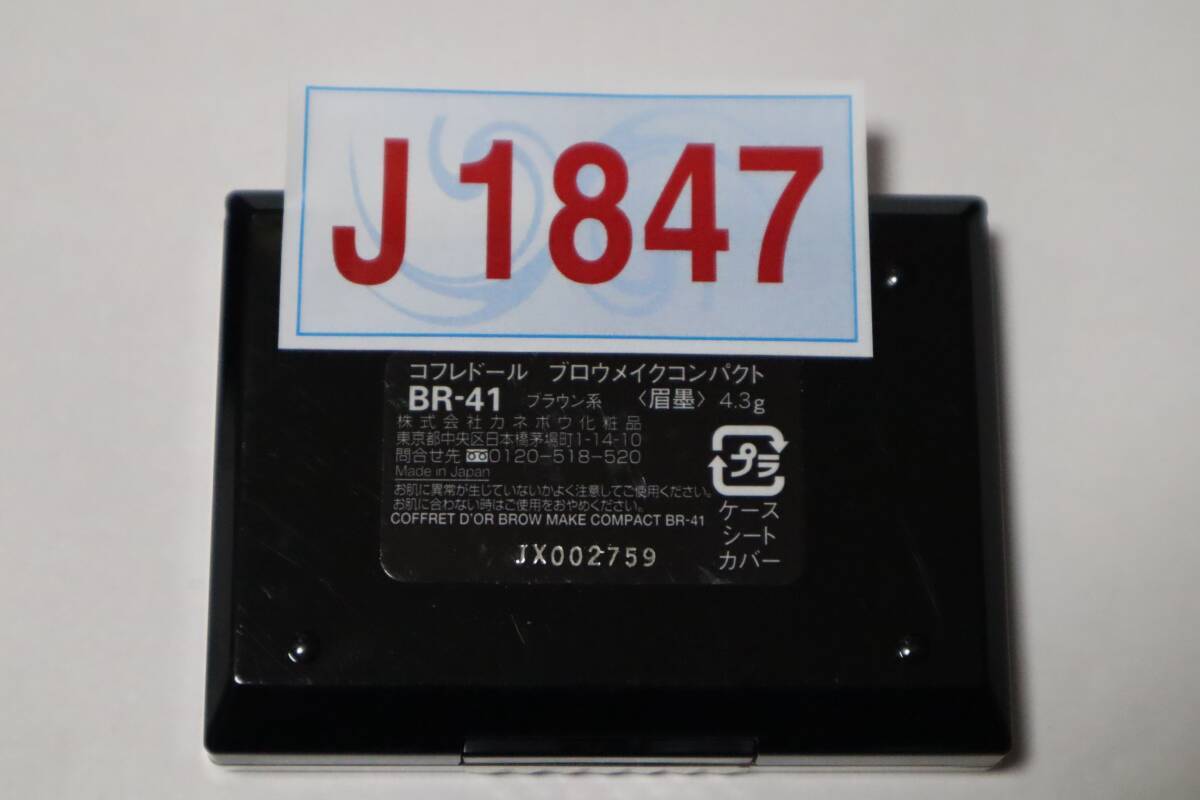 J1847
コフレドール ブロウメイクコンパクト
BR-41 ブラウン系 〈眉墨〉 4.3g
株式会社カネボウ化粧品
東京都中央区日本橋茅場町1-14-10
問合せ先 0120-518-520
Made in Japan
お肌に異常が生じていないかよく注意してご使用ください。
お肌に合わない時はご使用をおやめください。
COFFRET D'OR BROW MAKE COMPACT BR-41
JX002759
プラ
ケース
シート
カバー